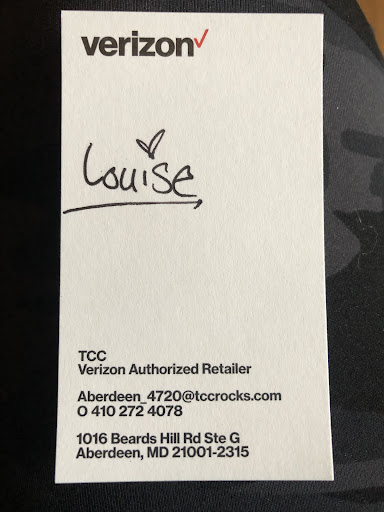 verizon✓
Louise
TCC
Verizon Authorized Retailer
Aberdeen_4720@tccrocks.com
O 410 272 4078
1016 Beards Hill Rd Ste G
Aberdeen, MD 21001-2315